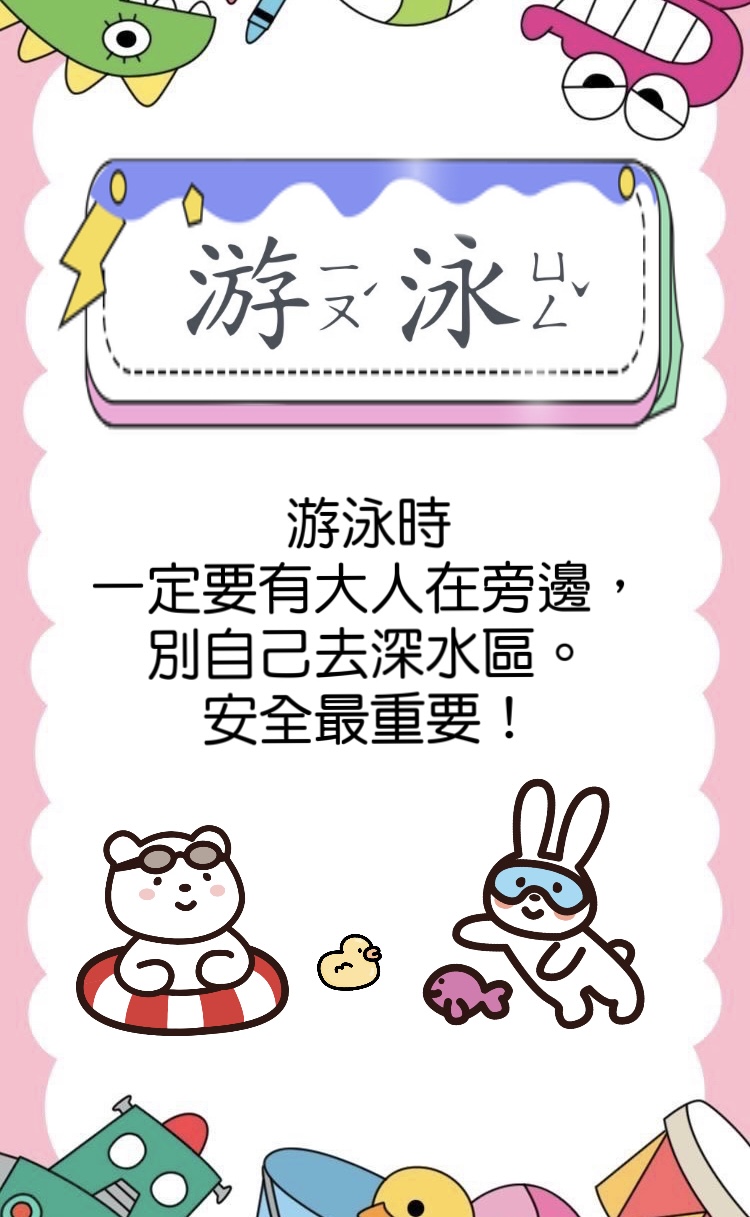 游ㄧㄡˊ泳ㄩㄥˇ
游泳時
一定要有大人在旁邊，
別自己去深水區。
安全最重要！